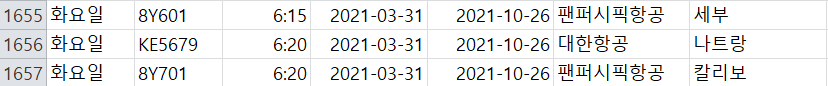 1655 화요일 8Y601 6:15 2021-03-31 2021-10-26 팬퍼시픽항공 세부
1656 화요일 KE5679 6:20 2021-03-31 2021-10-26 대한항공 나트랑
1657 화요일 8Y701 6:20 2021-03-31 2021-10-26 팬퍼시픽항공 칼리보